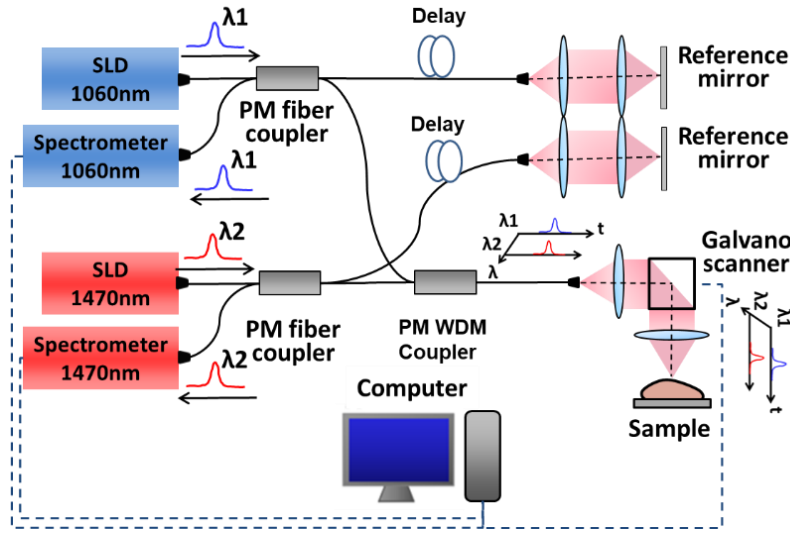 λ1
SLD
1060nm
Spectrometer
1060nm
λ1
PM fiber
coupler
Delay
Reference
mirror
Delay
Reference
mirror
λ2
SLD
1470nm
Spectrometer
1470nm
λ2
PM fiber
coupler
λ1
λ2
t
λ
PM WDM
Coupler
Galvano
scanner
λ
λ2
λ1
t
Sample
Computer